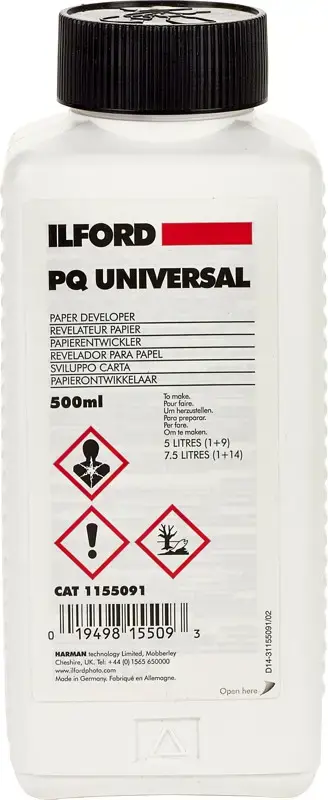 ILFORD
PQ UNIVERSAL
PAPER DEVELOPER
REVELATEUR PAPIER
PAPIERENTWICKLER
REVELADOR PARA PAPEL
SVILUPPO CARTA
PAPIERONTWIKKELAAR
500ml
To make.
Pour faire.
Um herzustellen.
Para preparar.
Per fare.
Om te maken.
5 LITRES (1+9)
7.5 LITRES (1+14)
CAT 1155091
0 19498 15509 3
HARMAN technology Limited, Mobberley
Cheshire, UK. Tel: +44 (0) 1565 650000
www.ilfordphoto.com
Made in Germany. Fabriqué en Allemagne.
Open here
D14-31155091/02